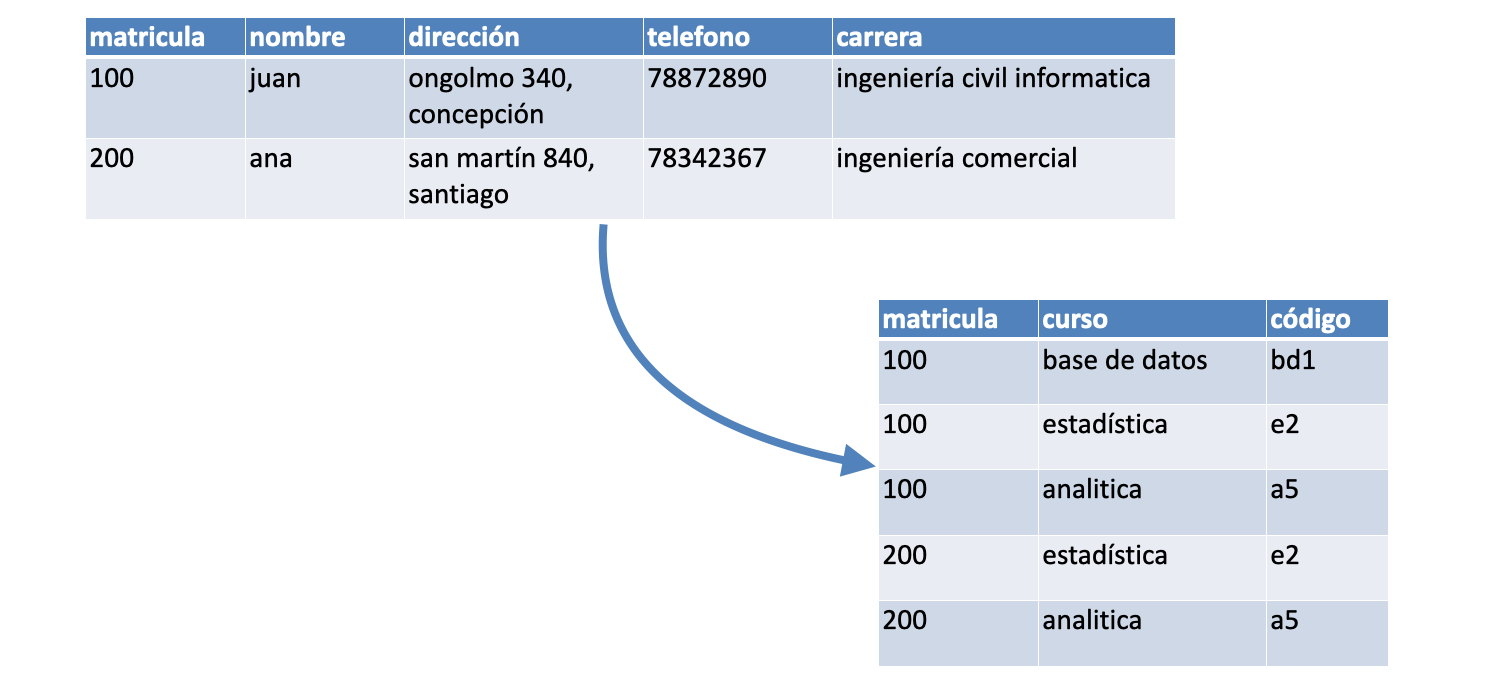 matricula nombre dirección telefono carrera
100 juan ongolmo 340, 78872890 ingeniería civil informatica
concepción
200 ana san martín 840, 78342367 ingeniería comercial
santiago
matricula curso código
100 base de datos bd1
100 estadística e2
100 analitica a5
200 estadística e2
200 analitica a5